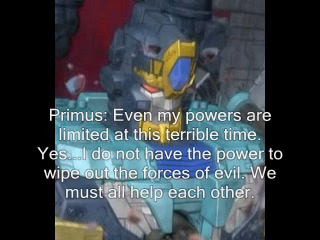 Primus: Even my powers are
limited at this terrible time.
Yes...I do not have the power to
wipe out the forces of evil. We
must all help each other.